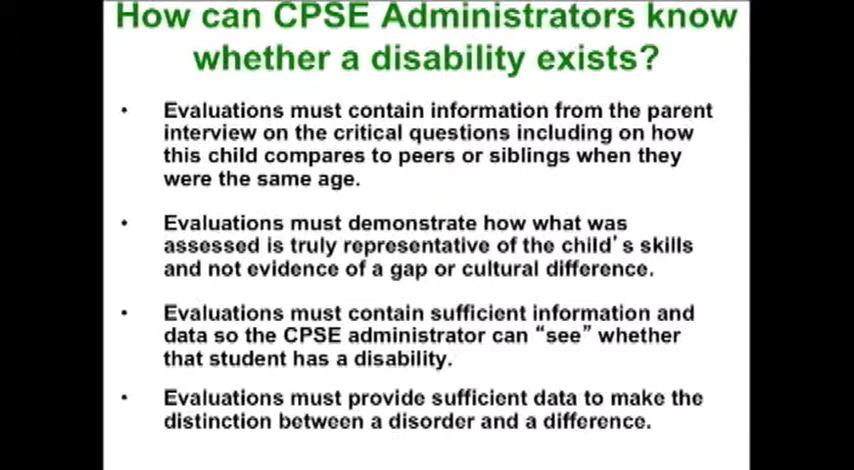 How can CPSE Administrators know
whether a disability exists?
• Evaluations must contain information from the parent
interview on the critical questions including on how
this child compares to peers or siblings when they
were the same age.
• Evaluations must demonstrate how what was
assessed is truly representative of the child's skills
and not evidence of a gap or cultural difference.
• Evaluations must contain sufficient information and
data so the CPSE administrator can “see” whether
that student has a disability.
• Evaluations must provide sufficient data to make the
distinction between a disorder and a difference.